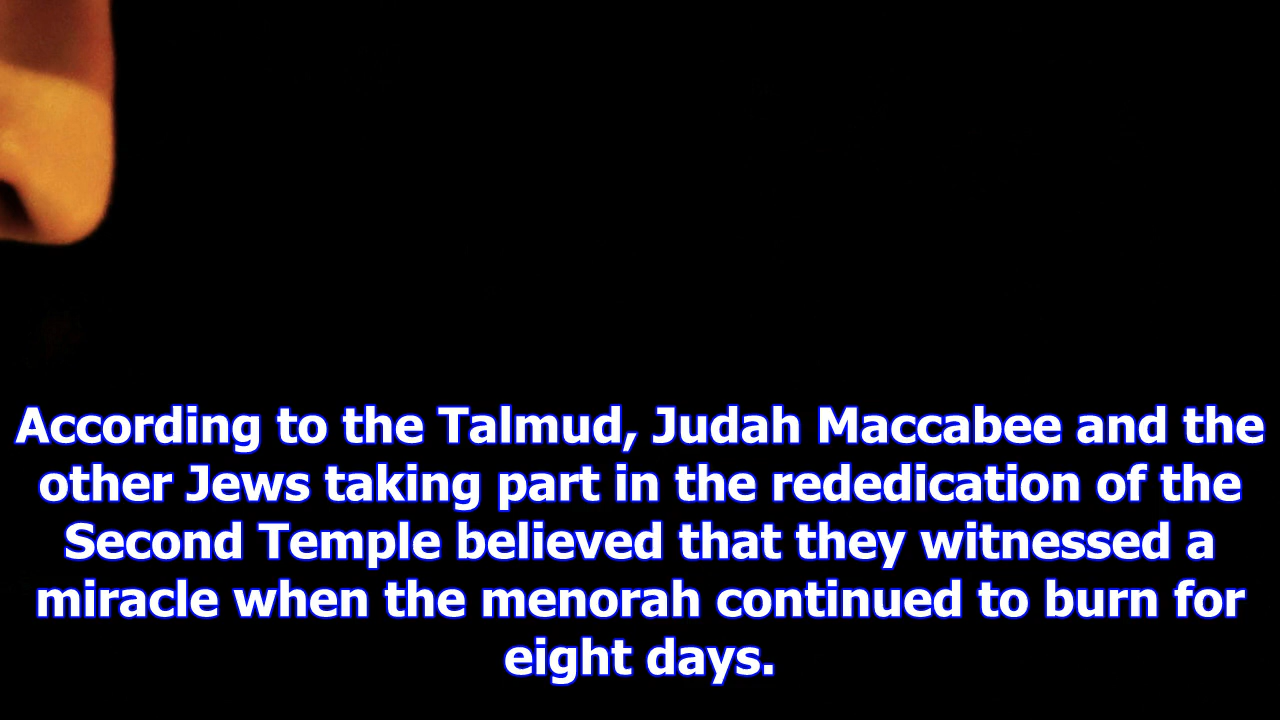 According to the Talmud, Judah Maccabee and the
other Jews taking part in the rededication of the
Second Temple believed that they witnessed a
miracle when the menorah continued to burn for
eight days.